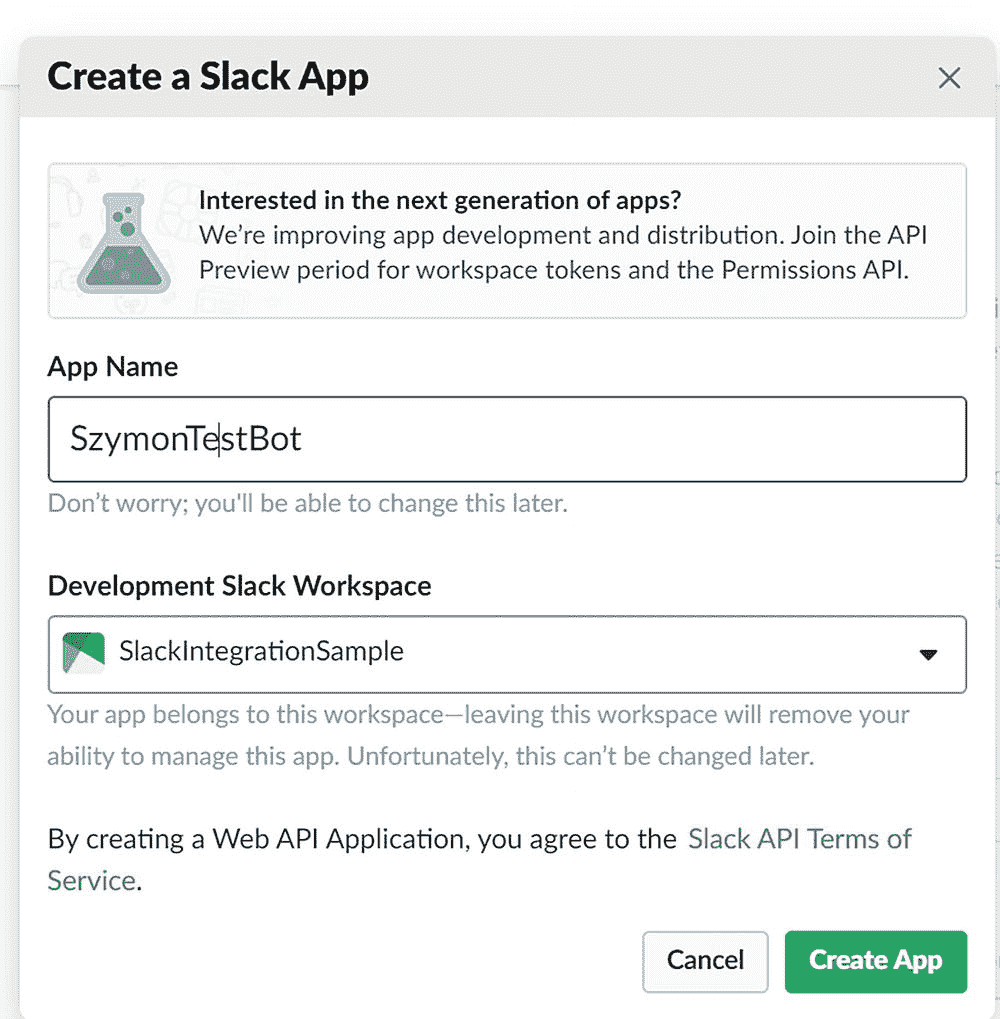 Create a Slack App
Interested in the next generation of apps?
We’re improving app development and distribution. Join the API
Preview period for workspace tokens and the Permissions API.
App Name
SzymonTestBot
Don’t worry; you'll be able to change this later.
Development Slack Workspace
SlackIntegrationSample
Your app belongs to this workspace—leaving this workspace will remove your
ability to manage this app. Unfortunately, this can’t be changed later.
By creating a Web API Application, you agree to the Slack API Terms of
Service.
Cancel
Create App